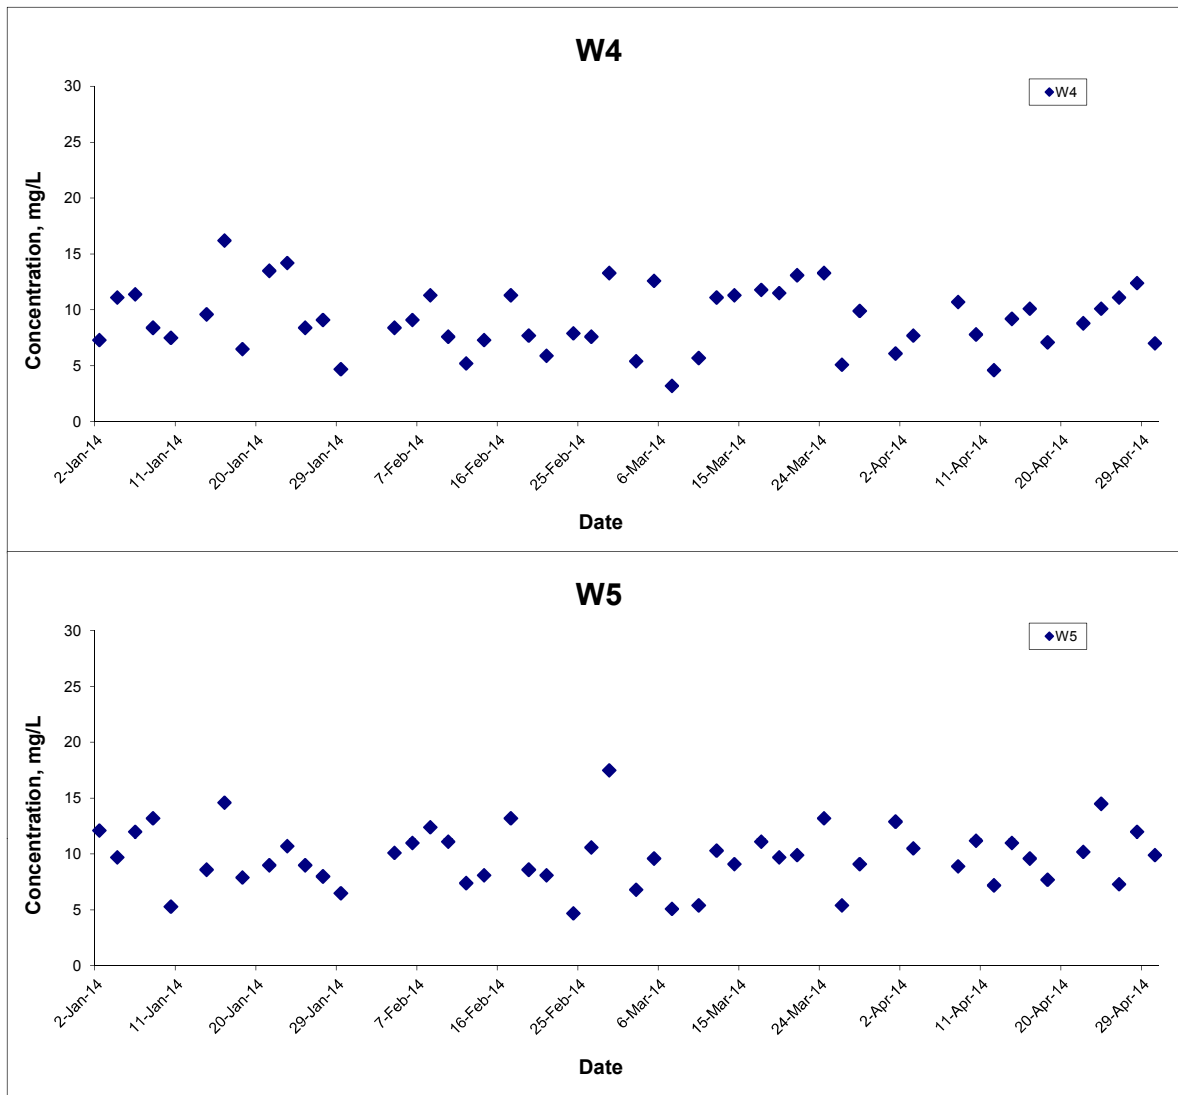 W4
W4
Concentration, mg/L
30
25
20
15
10
5
0
2-Jan-14 11-Jan-14 20-Jan-14 29-Jan-14 7-Feb-14 16-Feb-14 25-Feb-14 6-Mar-14 15-Mar-14 24-Mar-14 2-Apr-14 11-Apr-14 20-Apr-14 29-Apr-14
Date
W5
W5
Concentration, mg/L
30
25
20
15
10
5
0
2-Jan-14 11-Jan-14 20-Jan-14 29-Jan-14 7-Feb-14 16-Feb-14 25-Feb-14 6-Mar-14 15-Mar-14 24-Mar-14 2-Apr-14 11-Apr-14 20-Apr-14 29-Apr-14
Date